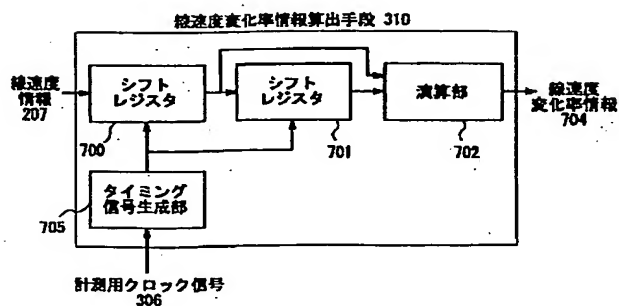 線速度変化率情報算出手段 310
線速度
情報
207
シフト
レジスタ
700
シフト
レジスタ
701
演算部
702
線速度
変化率情報
704
タイミング
信号生成部
705
計測用クロック信号
306